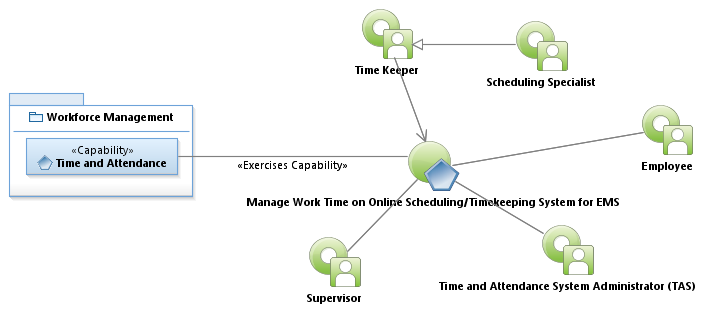 Time Keeper
Scheduling Specialist
Workforce Management
«Capability»
Time and Attendance
«Exercises Capability»
Employee
Manage Work Time on Online Scheduling/Timekeeping System for EMS
Time and Attendance System Administrator (TAS)
Supervisor